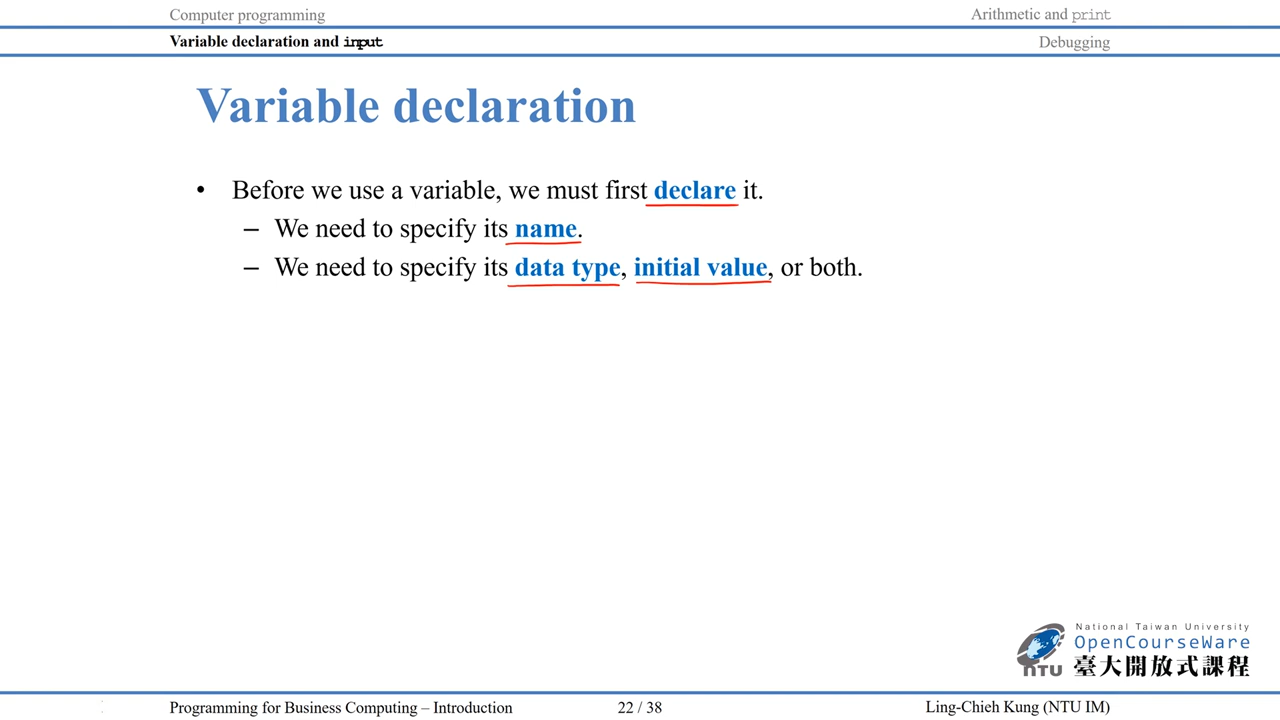 Computer programming
Arithmetic and print
Variable declaration and input
Debugging
Variable declaration
• Before we use a variable, we must first declare it.
– We need to specify its name.
– We need to specify its data type, initial value, or both.
National Taiwan University
OpenCourseWare
NTU 臺大開放式課程
Programming for Business Computing – Introduction
22 / 38
Ling-Chieh Kung (NTU IM)